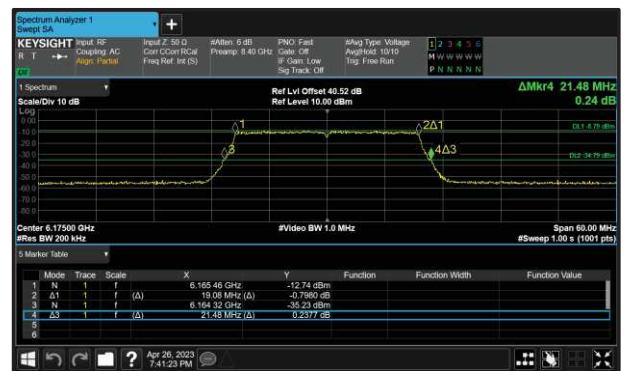 Spectrum Analyzer 1
Swept SA
+
KEYSIGHT Input: RF Input Z: 50 Ω #Atten: 6 dB PNO: Fast #Avg Type: Voltage 1 2 3 4 5 6
R T Coupling: AC Corr CCorr RCal Preamp: 8.40 GHz Gate: Off Avg|Hold: 10/10 M W W W W W
Align: Partial Freq Ref: Int (S) IF Gain: Low Trig: Free Run
Sig Track: Off P N N N N N
1 Spectrum Ref Lvl Offset 40.52 dB ΔMkr4 21.48 MHz
Scale/Div 10 dB Ref Level 10.00 dBm 0.24 dB
Log
0.00
-10.0
-20.0
-30.0
-40.0
-50.0
-60.0
-70.0
-80.0
1
2Δ1
DL1 -8.79 dBm
3
4Δ3
DL2 -34.79 dBm
Center 6.17500 GHz #Video BW 1.0 MHz Span 60.00 MHz
#Res BW 200 kHz #Sweep 1.00 s (1001 pts)
5 Marker Table
Mode Trace Scale X Y Function Function Width Function Value
1 N 1 f 6.165 46 GHz -12.74 dBm
2 Δ1 1 f (Δ) 19.08 MHz (Δ) -0.7980 dB
3 N 1 f 6.164 32 GHz -35.23 dBm
4 Δ3 1 f (Δ) 21.48 MHz (Δ) 0.2377 dB
5
6
? Apr 26, 2023
7:41:23 PM